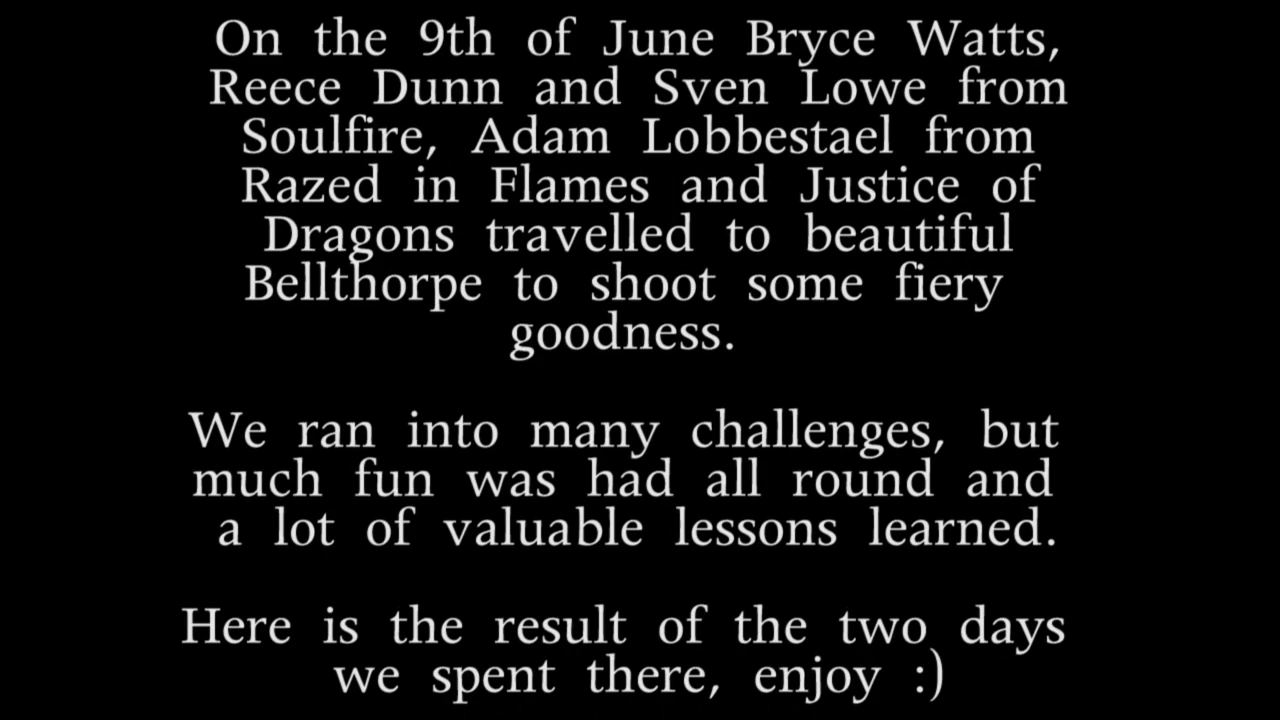 On the 9th of June Bryce Watts,
Reece Dunn and Sven Lowe from
Soulfire, Adam Lobbestael from
Razed in Flames and Justice of
Dragons travelled to beautiful
Bellthorpe to shoot some fiery
goodness.
We ran into many challenges, but
much fun was had all round and
a lot of valuable lessons learned.
Here is the result of the two days
we spent there, enjoy :)